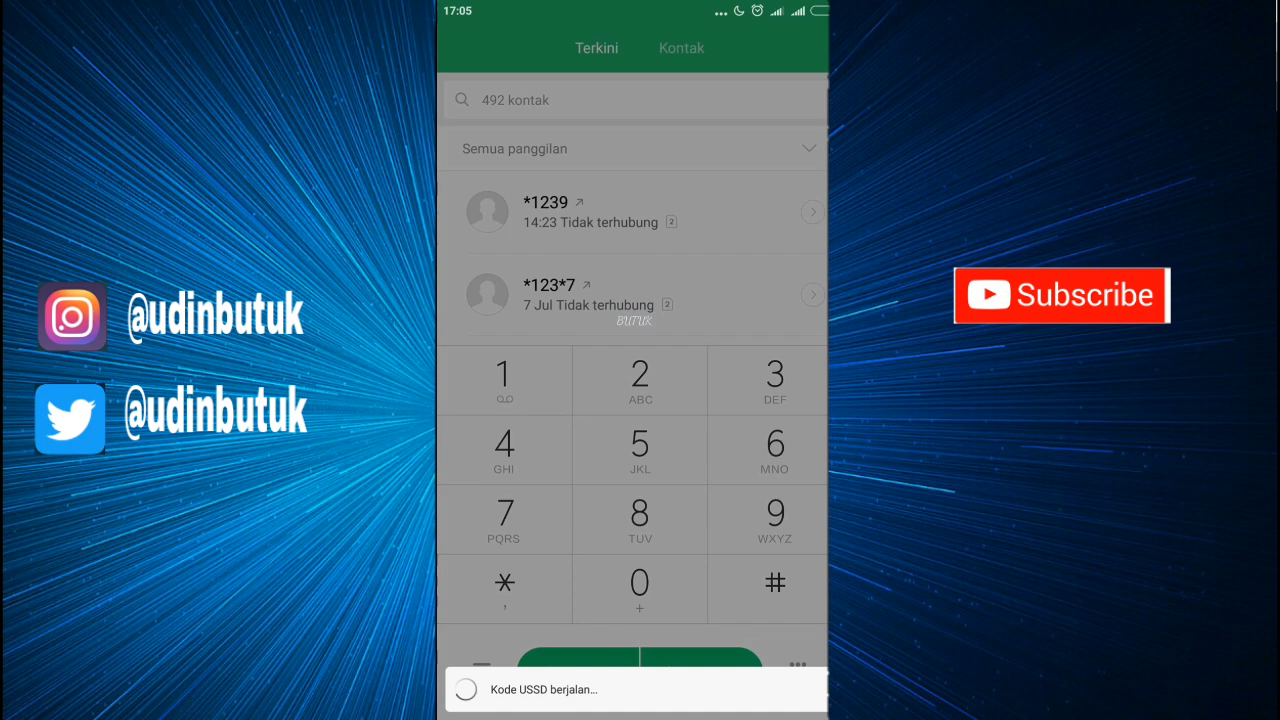 17:05
Terkini Kontak
492 kontak
Semua panggilan
*1239
14:23 Tidak terhubung 2
*123*7
7 Jul Tidak terhubung 2
BUTUK
@udinbutuk
@udinbutuk
Subscribe
1 2 3
ABC DEF
4 5 6
GHI JKL MNO
7 8 9
PQRS TUV WXYZ
* 0 #
, +
Kode USSD berjalan...